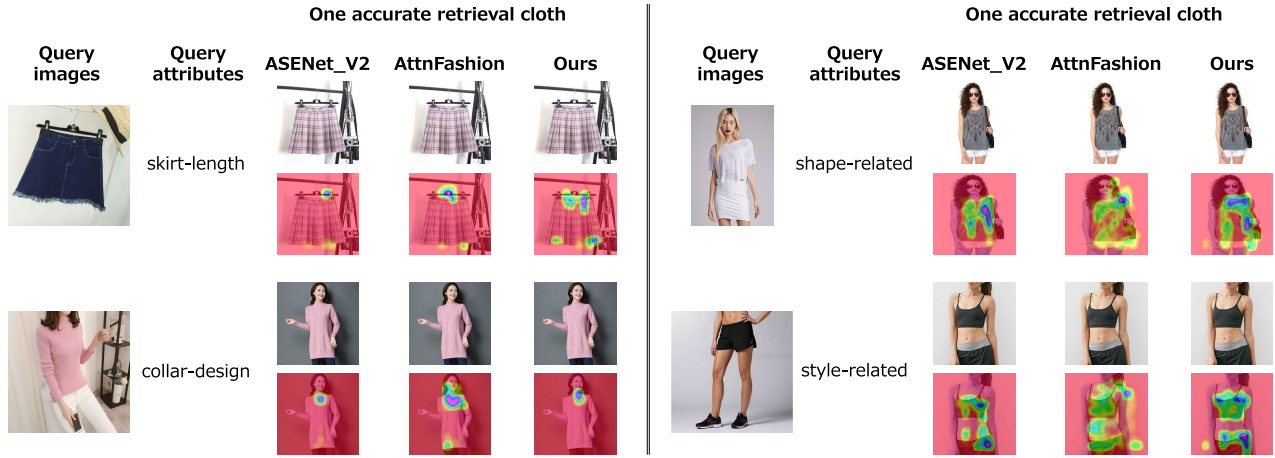 One accurate retrieval cloth
Query images
Query attributes
ASENet_V2
AttnFashion
Ours
skirt-length
collar-design
One accurate retrieval cloth
Query images
Query attributes
ASENet_V2
AttnFashion
Ours
shape-related
style-related